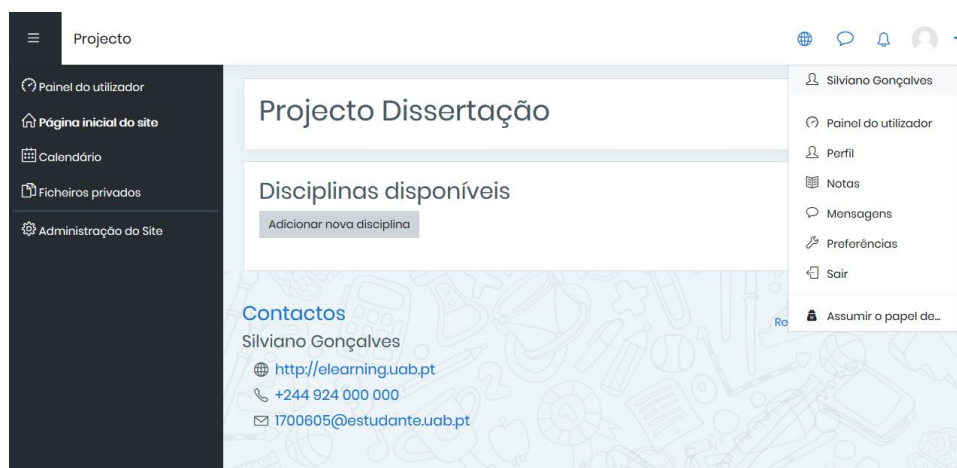 Projecto
Painel do utilizador
Página inicial do site
Calendário
Ficheiros privados
Administração do Site
Projecto Dissertação
Disciplinas disponíveis
Adicionar nova disciplina
Contactos
Silviano Gonçalves
http://elearning.uab.pt
+244 924 000 000
1700605@estudante.uab.pt
Re
Silviano Gonçalves
Painel do utilizador
Perfil
Notas
Mensagens
Preferências
Sair
Assumir o papel de...